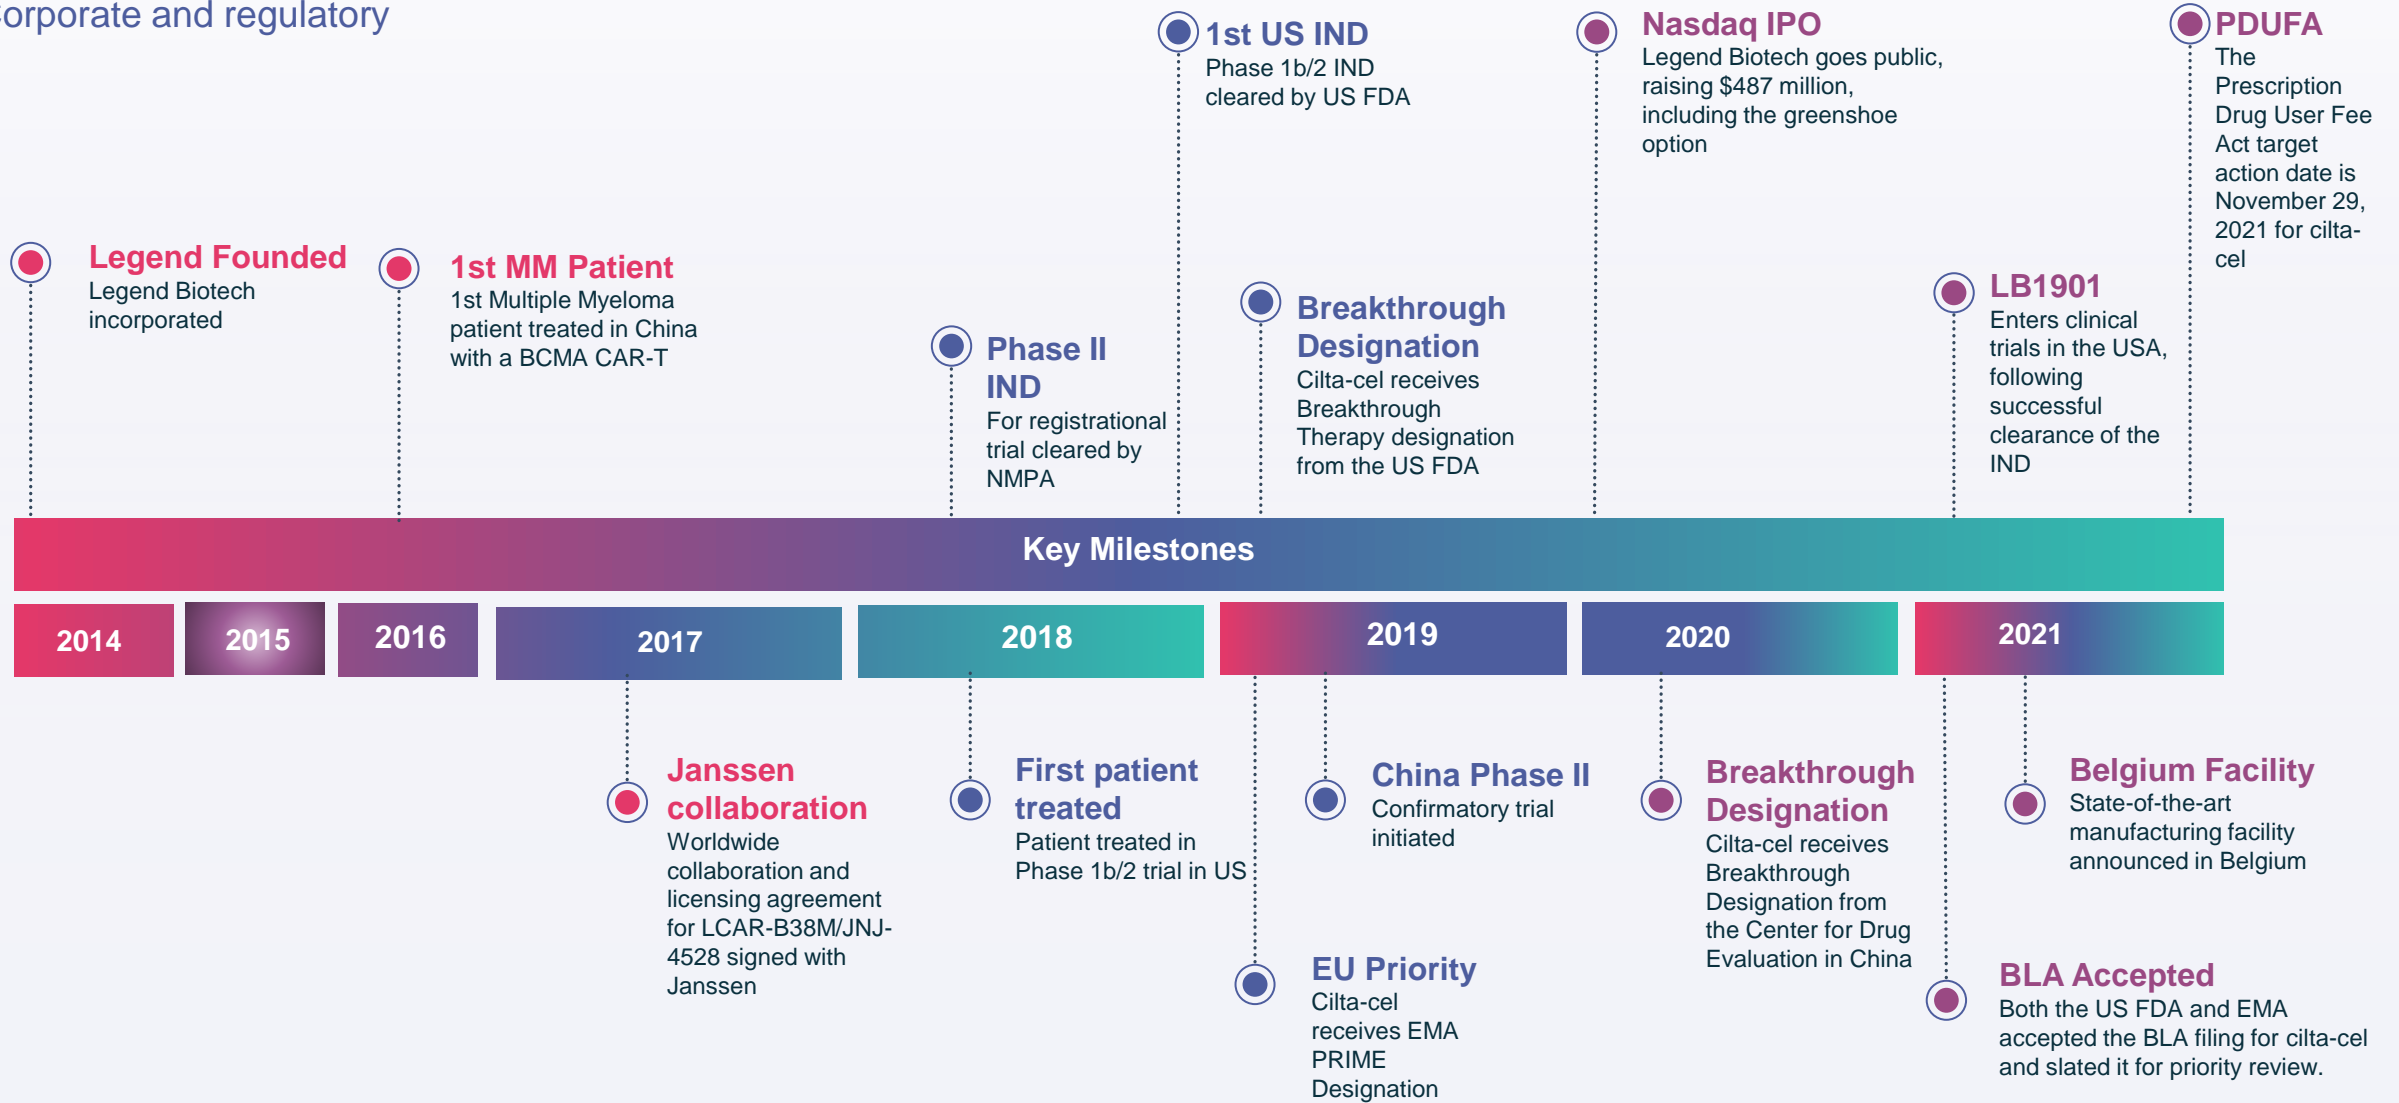 Corporate and regulatory
1st US IND
Phase 1b/2 IND
cleared by US FDA
Nasdaq IPO
Legend Biotech goes public,
raising $487 million,
including the greenshoe
option
PDUFA
The
Prescription
Drug User Fee
Act target
action date is
November 29,
2021 for cilta-
cel
Legend Founded
Legend Biotech
incorporated
1st MM Patient
1st Multiple Myeloma
patient treated in China
with a BCMA CAR-T
Phase II
IND
For registrational
trial cleared by
NMPA
Breakthrough
Designation
Cilta-cel receives
Breakthrough
Therapy designation
from the US FDA
LB1901
Enters clinical
trials in the USA,
following
successful
clearance of the
IND
Key Milestones
2014
2015
2016
2017
2018
2019
2020
2021
Janssen
collaboration
Worldwide
collaboration and
licensing agreement
for LCAR-B38M/JNJ-
4528 signed with
Janssen
First patient
treated
Patient treated in
Phase 1b/2 trial in US
China Phase II
Confirmatory trial
initiated
EU Priority
Cilta-cel
receives EMA
PRIME
Designation
Breakthrough
Designation
Cilta-cel receives
Breakthrough
Designation from
the Center for Drug
Evaluation in China
Belgium Facility
State-of-the-art
manufacturing facility
announced in Belgium
BLA Accepted
Both the US FDA and EMA
accepted the BLA filing for cilta-cel
and slated it for priority review.